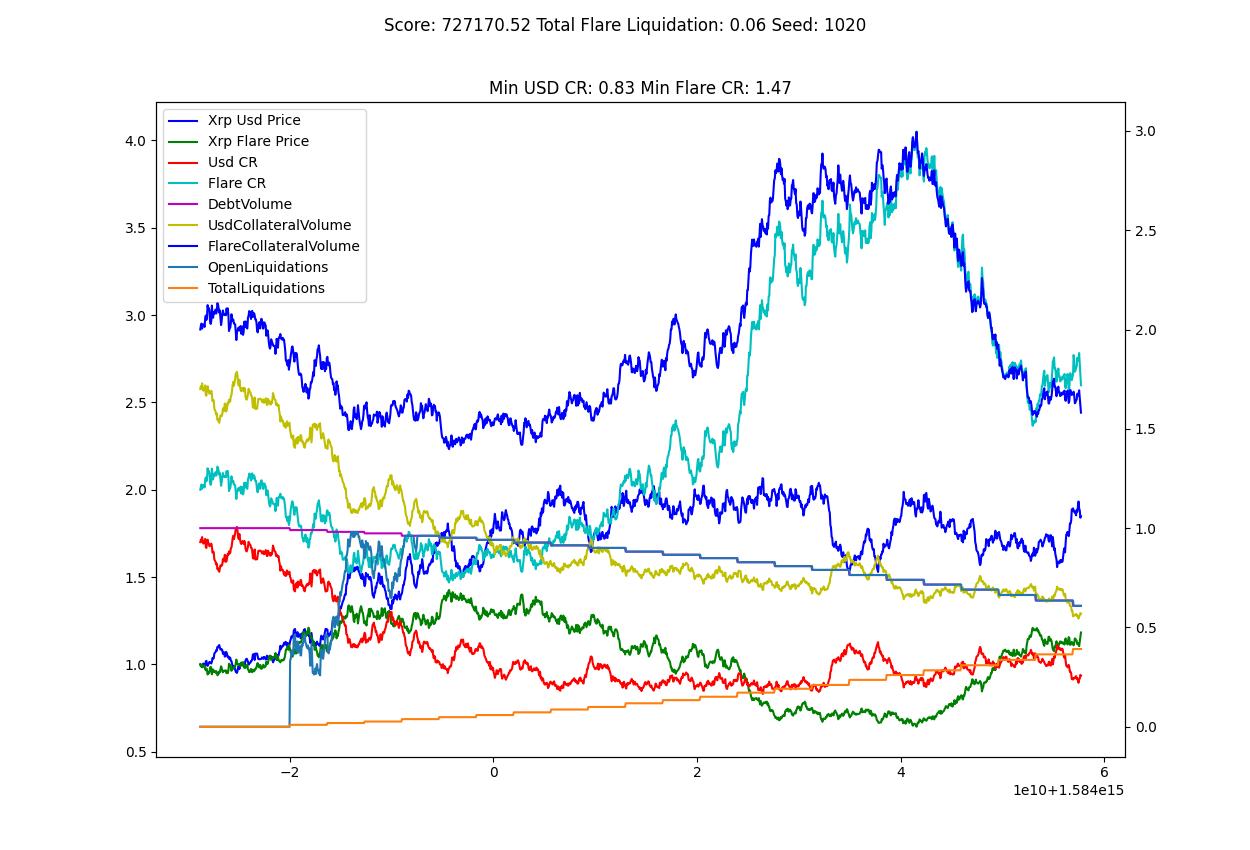 Score: 727170.52 Total Flare Liquidation: 0.06 Seed: 1020
Min USD CR: 0.83 Min Flare CR: 1.47
Xrp Usd Price
Xrp Flare Price
Usd CR
Flare CR
DebtVolume
UsdCollateralVolume
FlareCollateralVolume
OpenLiquidations
TotalLiquidations
4.0
3.5
3.0
2.5
2.0
1.5
1.0
0.5
3.0
2.5
2.0
1.5
1.0
0.5
0.0
−2 0 2 4 6
1e10+1.584e15